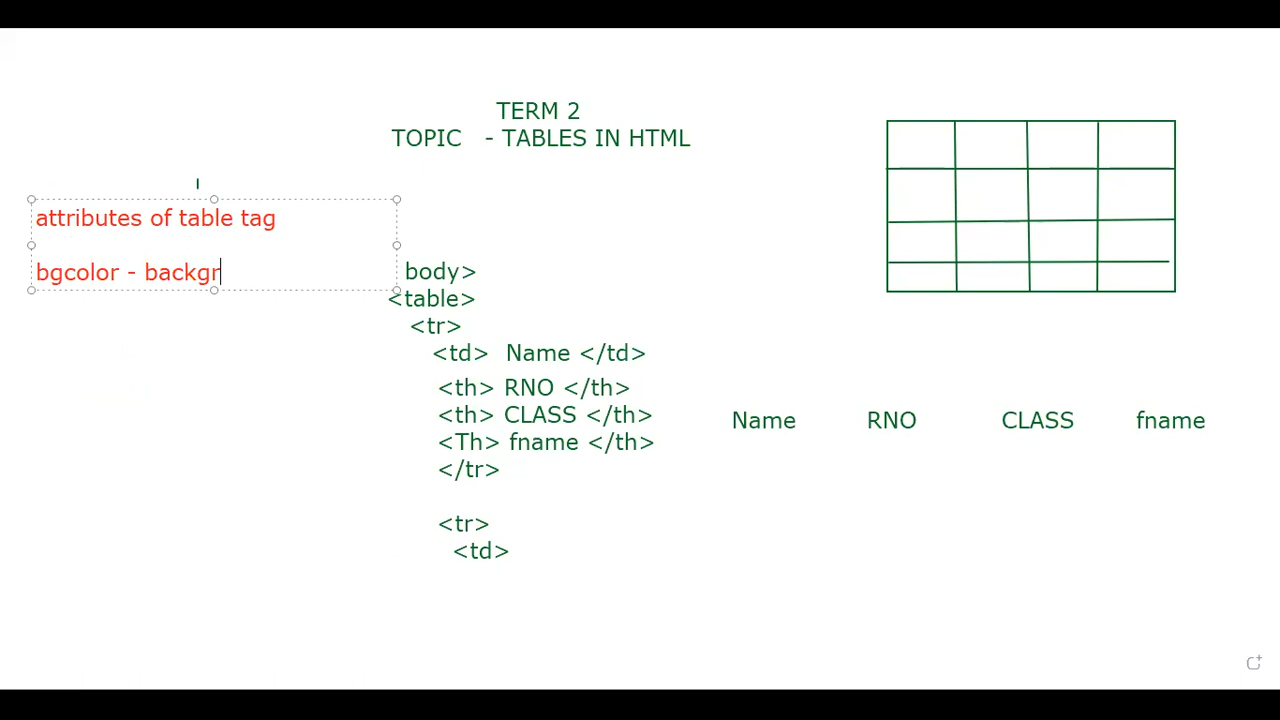 TERM 2
TOPIC - TABLES IN HTML
attributes of table tag
bgcolor - backgr
body>
<table>
<tr>
<td> Name </td>
<th> RNO </th>
<th> CLASS </th>
<Th> fname </th>
</tr>
<tr>
<td>
Name RNO CLASS fname